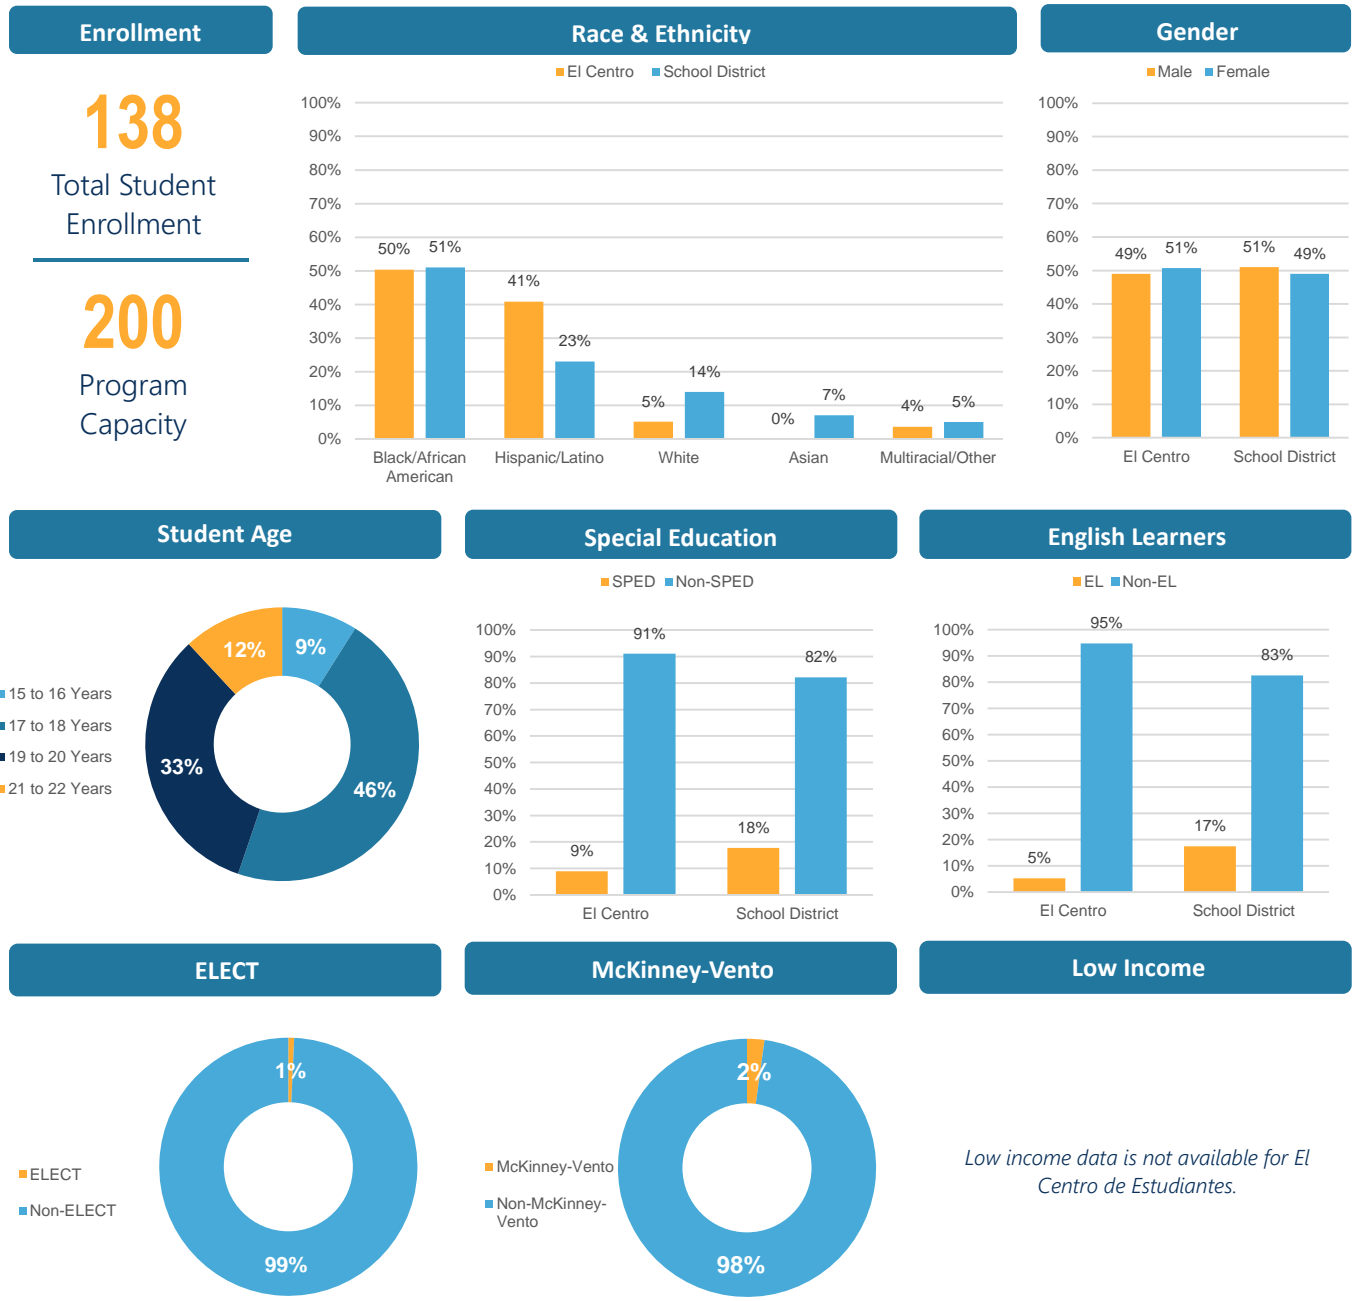 Enrollment
138
Total Student
Enrollment
200
Program
Capacity
Race & Ethnicity
El Centro School District
100%
90%
80%
70%
60%
50%
40%
30%
20%
10%
0%
50% 51%
41% 23%
5% 14%
0% 7%
4% 5%
Black/African
American
Hispanic/Latino
White
Asian
Multiracial/Other
Gender
Male Female
100%
90%
80%
70%
60%
50%
40%
30%
20%
10%
0%
49% 51% 51% 49%
El Centro School District
Student Age
15 to 16 Years
17 to 18 Years
19 to 20 Years
21 to 22 Years
12% 9%
33%
46%
Special Education
SPED Non-SPED
100%
90%
80%
70%
60%
50%
40%
30%
20%
10%
0%
9% 91% 18% 82%
El Centro School District
English Learners
EL Non-EL
100%
90%
80%
70%
60%
50%
40%
30%
20%
10%
0%
5% 95% 17% 83%
El Centro School District
ELECT
1%
ELECT
Non-ELECT
99%
McKinney-Vento
2%
McKinney-Vento
Non-McKinney-
Vento
98%
Low Income
Low income data is not available for El
Centro de Estudiantes.